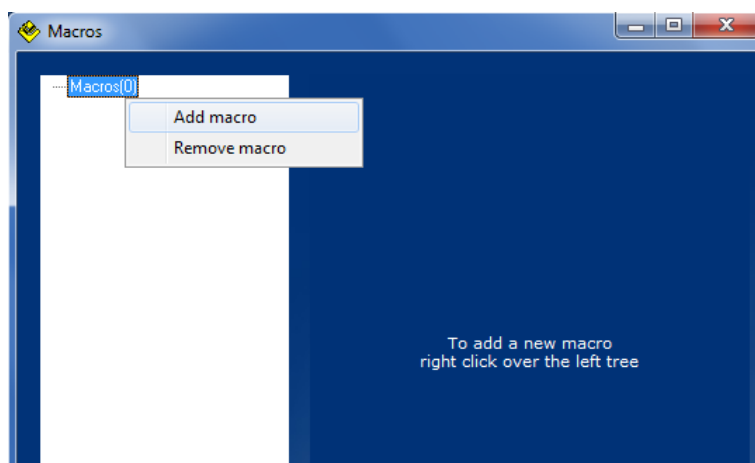 Macros
Macros(0)
Add macro
Remove macro
To add a new macro
right click over the left tree